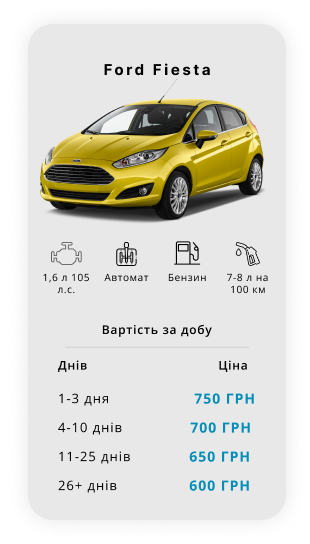 Ford Fiesta
1,6 л 105 л.с.
Автомат
Бензин
7-8 л на 100 км
Вартість за добу
Днів Ціна
1-3 дня 750 ГРН
4-10 днів 700 ГРН
11-25 днів 650 ГРН
26+ днів 600 ГРН